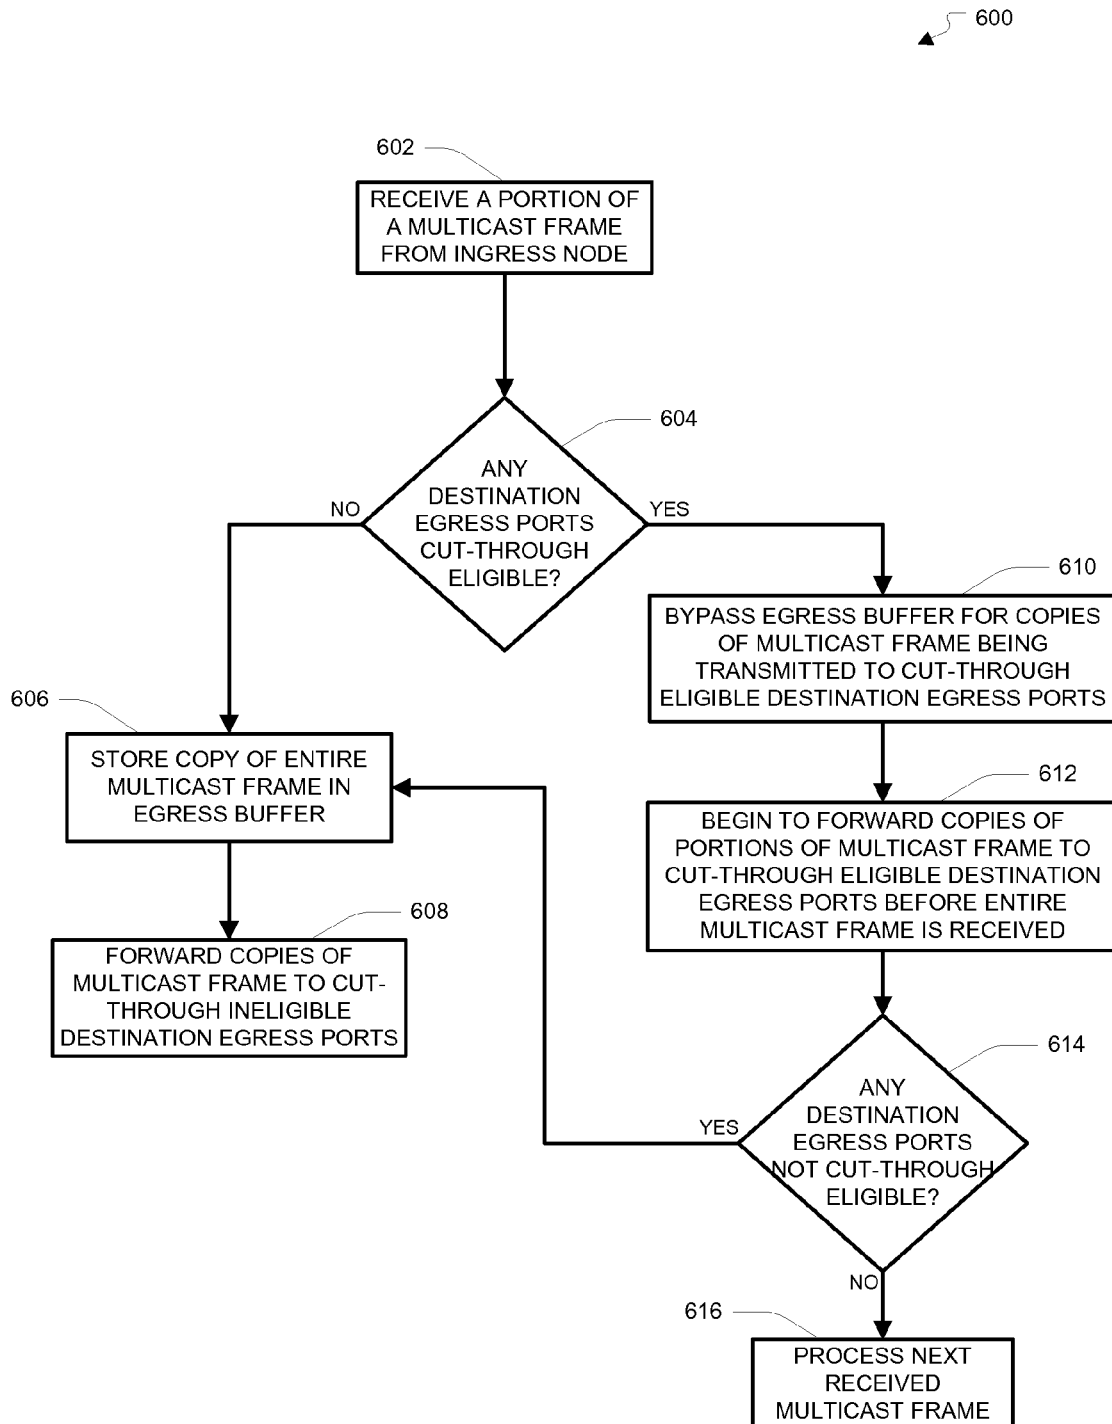 600
602
RECEIVE A PORTION OF
A MULTICAST FRAME
FROM INGRESS NODE
604
ANY
DESTINATION
EGRESS PORTS
CUT-THROUGH
ELIGIBLE?
NO
YES
610
BYPASS EGRESS BUFFER FOR COPIES
OF MULTICAST FRAME BEING
TRANSMITTED TO CUT-THROUGH
ELIGIBLE DESTINATION EGRESS PORTS
606
STORE COPY OF ENTIRE
MULTICAST FRAME IN
EGRESS BUFFER
612
BEGIN TO FORWARD COPIES OF
PORTIONS OF MULTICAST FRAME TO
CUT-THROUGH ELIGIBLE DESTINATION
EGRESS PORTS BEFORE ENTIRE
MULTICAST FRAME IS RECEIVED
608
FORWARD COPIES OF
MULTICAST FRAME TO CUT-
THROUGH INELIGIBLE
DESTINATION EGRESS PORTS
614
ANY
DESTINATION
EGRESS PORTS
NOT CUT-THROUGH
ELIGIBLE?
YES
NO
616
PROCESS NEXT
RECEIVED
MULTICAST FRAME